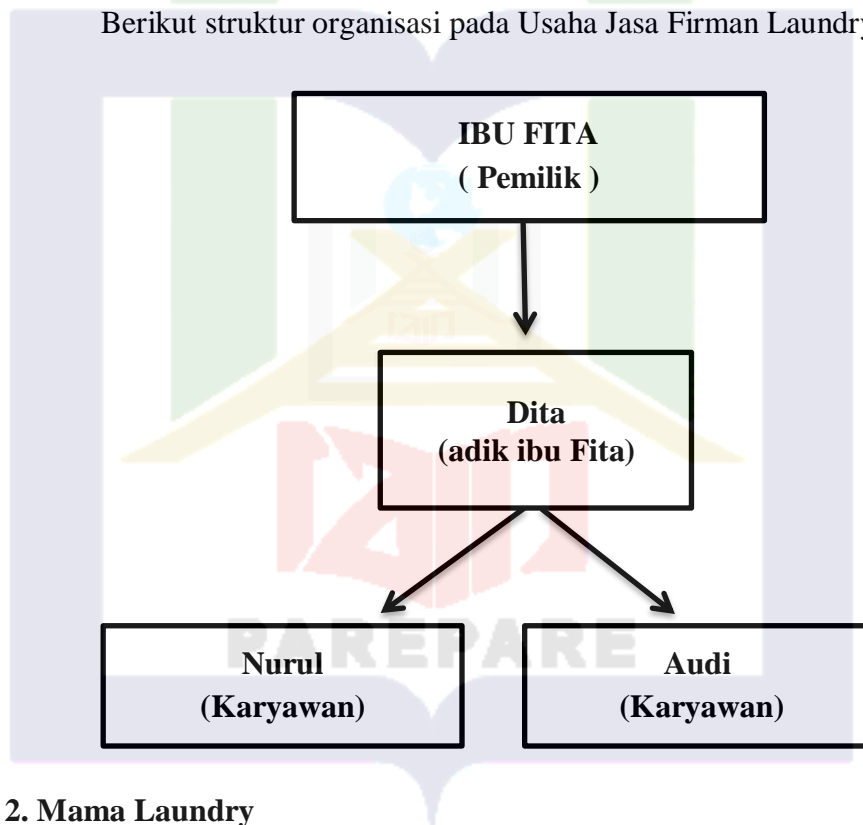 Berikut struktur organisasi pada Usaha Jasa Firman Laundry
IBU FITA
( Pemilik )
Dita
(adik ibu Fita)
Nurul
(Karyawan)
Audi
(Karyawan)
PAREPARE
2. Mama Laundry